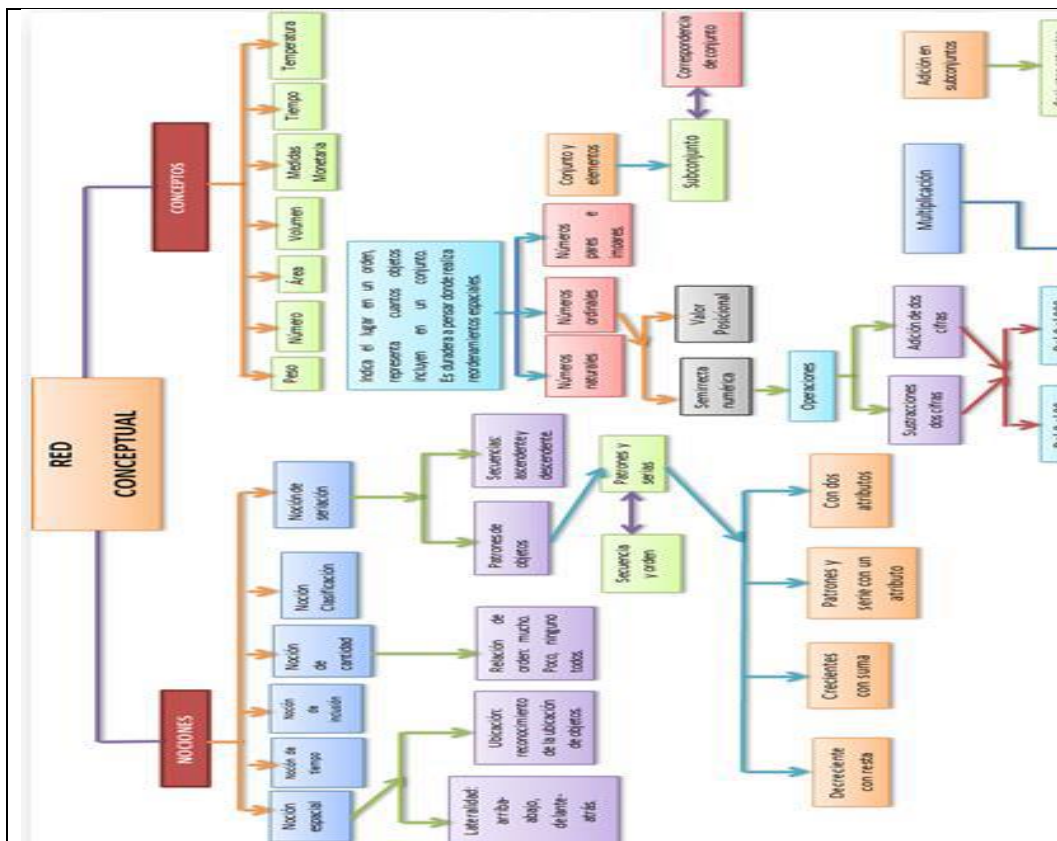 RED
CONCEPTUAL
NOCIONES
CONCEPTOS
Noción
espacial
Noción de
tiempo
Noción
de
inclusión
Noción
de
cantidad
Noción
Clasificación
Noción de
seriación
Peso
Número
Área
Volumen
Medidas
Monetaria
Tiempo
Temperatura
Indica el lugar en un orden,
representa cuantos objetos
incluyen en un conjunto.
Es duradera a pensar donde realiza
reordenamientos espaciales.
Lateralidad:
arriba-
abajo,
delante-
atrás.
Ubicación:
reconocimiento
de la ubicación
de objetos.
Relación de
orden: mucho.
Poco, ninguno
todos.
Patrones de
objetos
Secuencias:
ascendente y
descendente.
Números
naturales
Números
ordinales
Números
pares e
impares.
Conjunto y
elementos
Secuencia
y orden
Patrones y
serias
Semirrecta
numérica
Valor
Posicional
Subconjunto
Correspondencia
de conjunto
Decreciente
con resta
Crecientes
con suma
Patrones y
serie con un
atributo
Con dos
atributos
Operaciones
Sustracciones
dos cifras
Adición de dos
cifras
Multiplicación
Adición en
subconjuntos